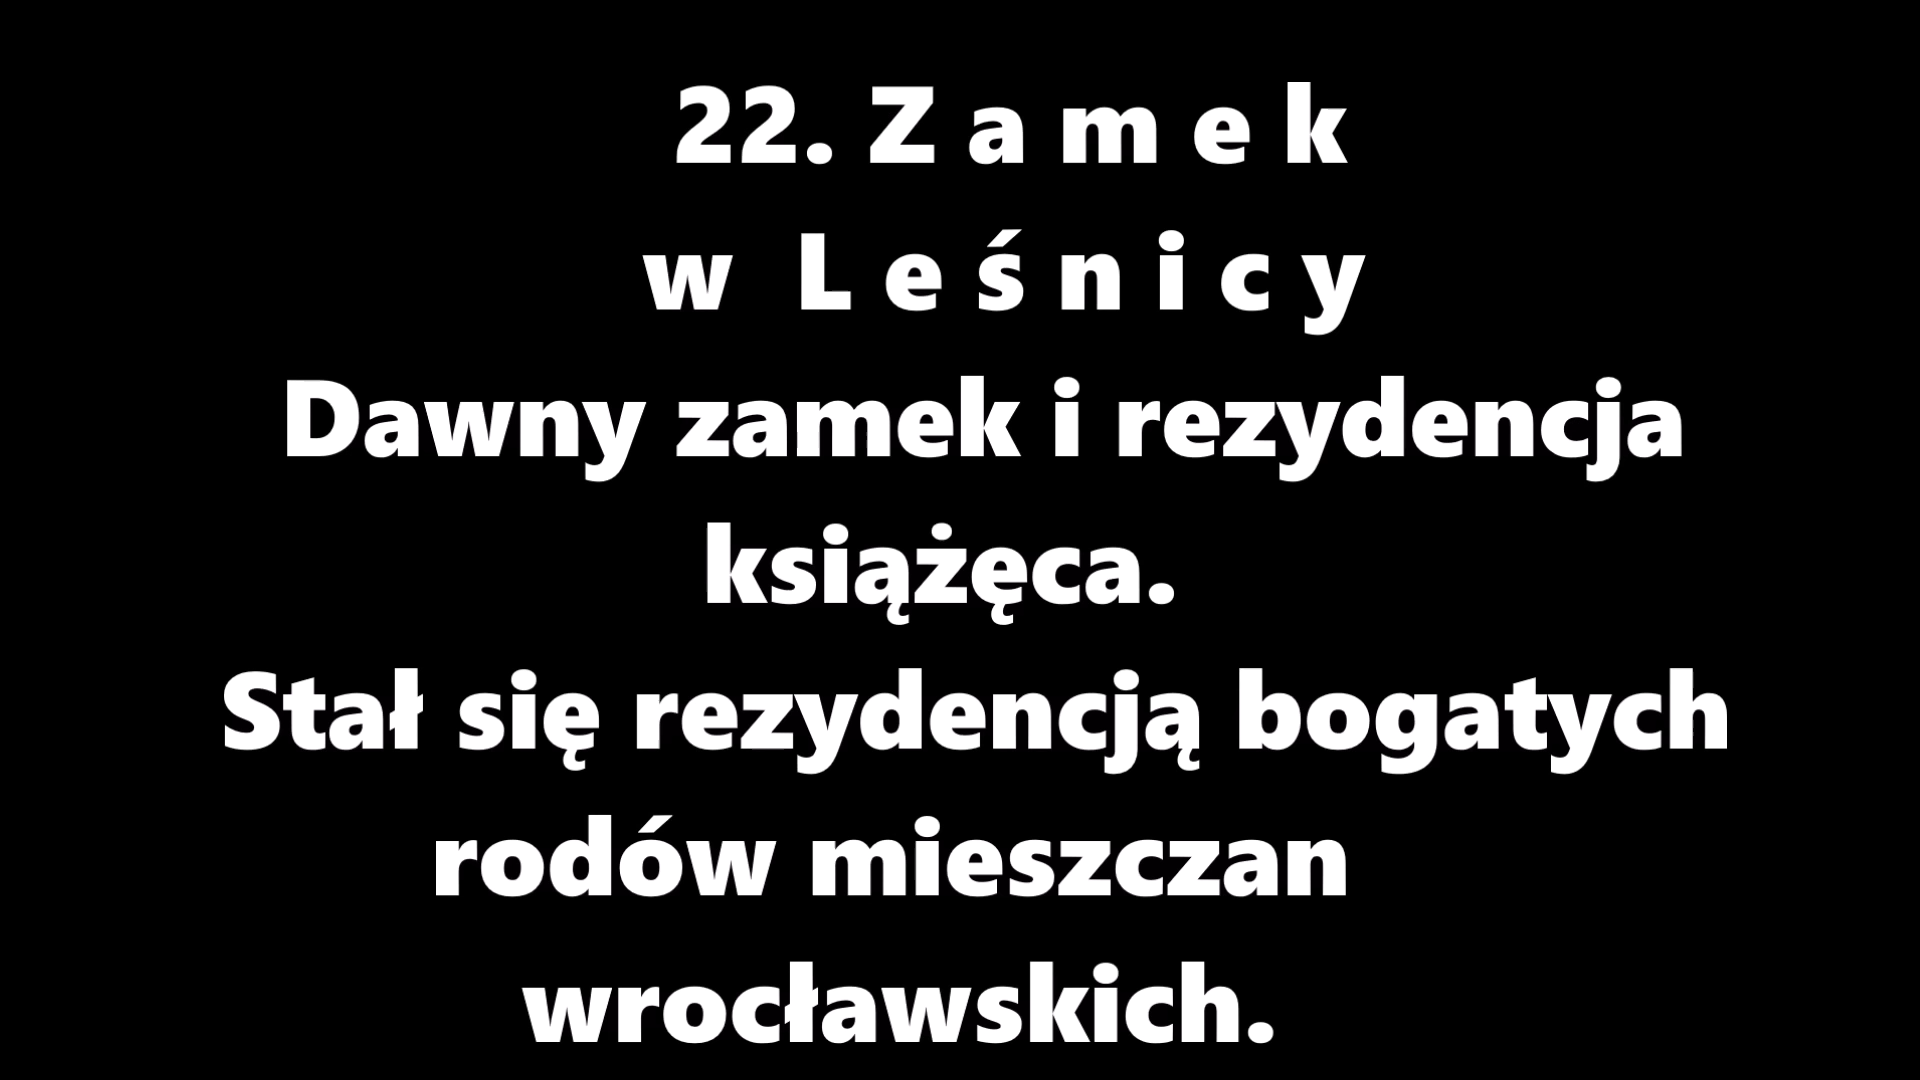 22. Z a m e k
w L e ś n i c y
Dawny zamek i rezydencja
książęca.
Stał się rezydencją bogatych
rodów mieszczan
wrocławskich.